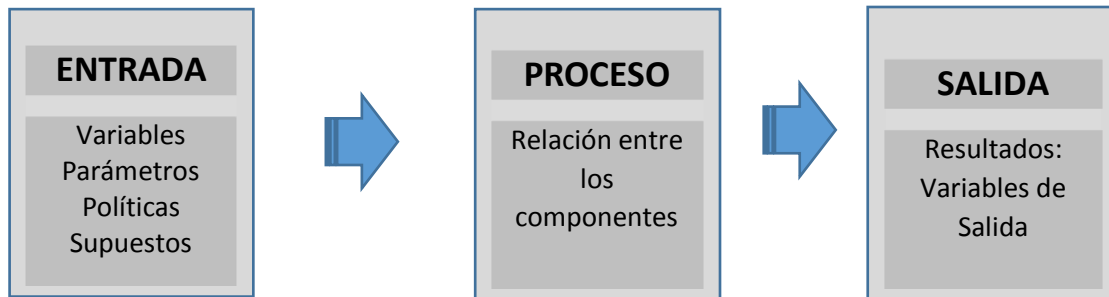 ENTRADA
Variables
Parámetros
Políticas
Supuestos
PROCESO
Relación entre
los
componentes
SALIDA
Resultados:
Variables de
Salida